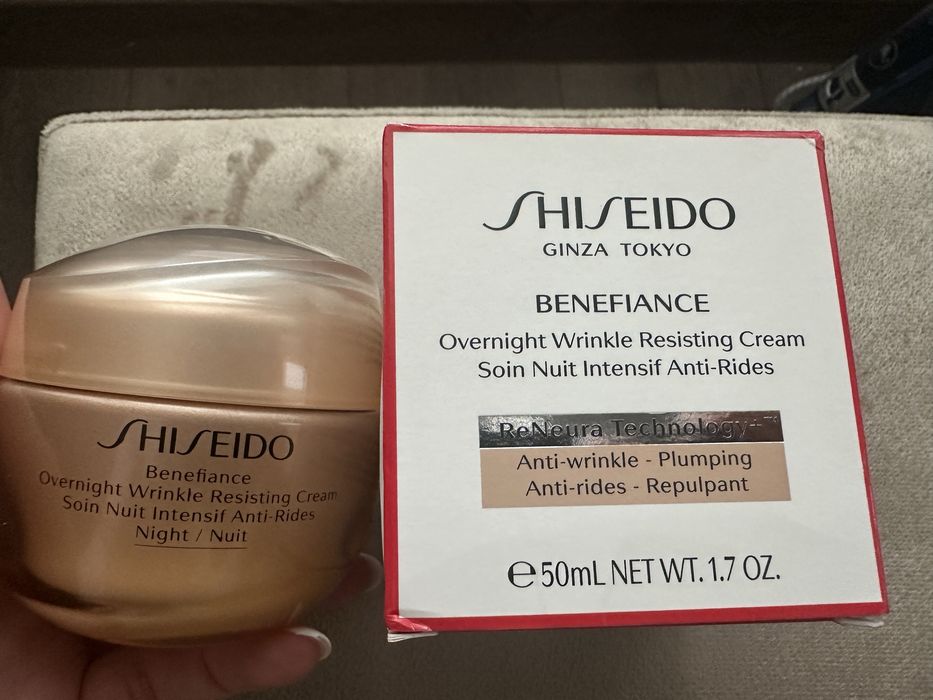 SHISEIDO
GINZA TOKYO
BENEFIANCE
Overnight Wrinkle Resisting Cream
Soin Nuit Intensif Anti-Rides
ReNeura Technology+™
Anti-wrinkle - Plumping
Anti-rides - Repulpant
℮50mL NET WT. 1.7 OZ.
SHISEIDO
Benefiance
Overnight Wrinkle Resisting Cream
Soin Nuit Intensif Anti-Rides
Night / Nuit